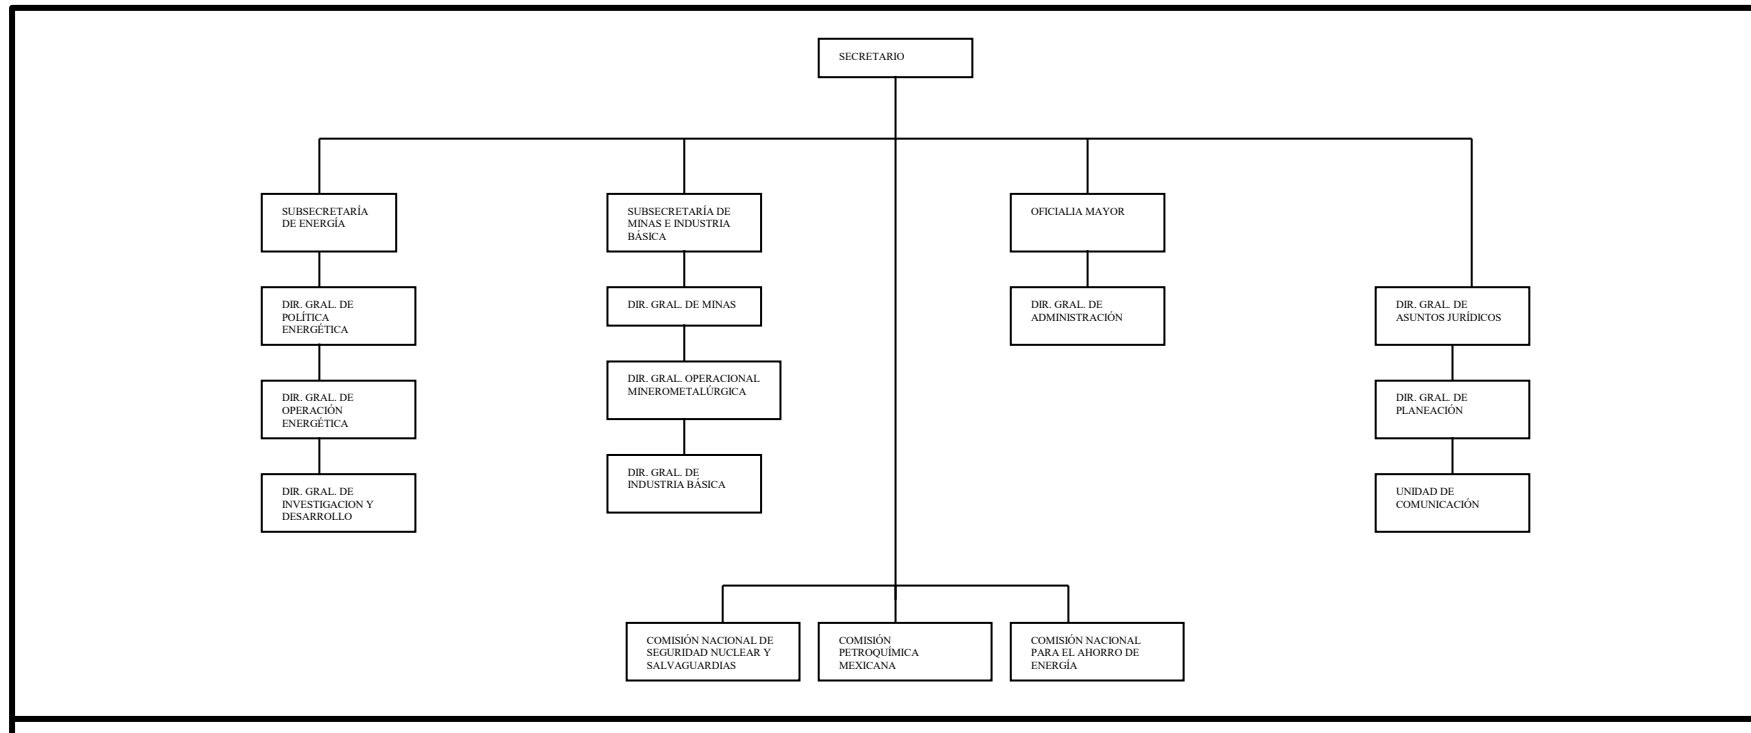 SECRETARIO
SUBSECRETARÍA
DE ENERGÍA
SUBSECRETARÍA DE
MINAS E INDUSTRIA
BÁSICA
OFICIALIA MAYOR
DIR. GRAL. DE
POLÍTICA
ENERGÉTICA
DIR. GRAL. DE MINAS
DIR. GRAL. DE
ADMINISTRACIÓN
DIR. GRAL. DE
ASUNTOS JURÍDICOS
DIR. GRAL. DE
OPERACIÓN
ENERGÉTICA
DIR. GRAL. OPERACIONAL
MINEROMETALÚRGICA
DIR. GRAL. DE
PLANEACIÓN
DIR. GRAL. DE
INVESTIGACION Y
DESARROLLO
DIR. GRAL. DE
INDUSTRIA BÁSICA
UNIDAD DE
COMUNICACIÓN
COMISIÓN NACIONAL DE
SEGURIDAD NUCLEAR Y
SALVAGUARDIAS
COMISIÓN
PETROQUÍMICA
MEXICANA
COMISIÓN NACIONAL
PARA EL AHORRO DE
ENERGÍA